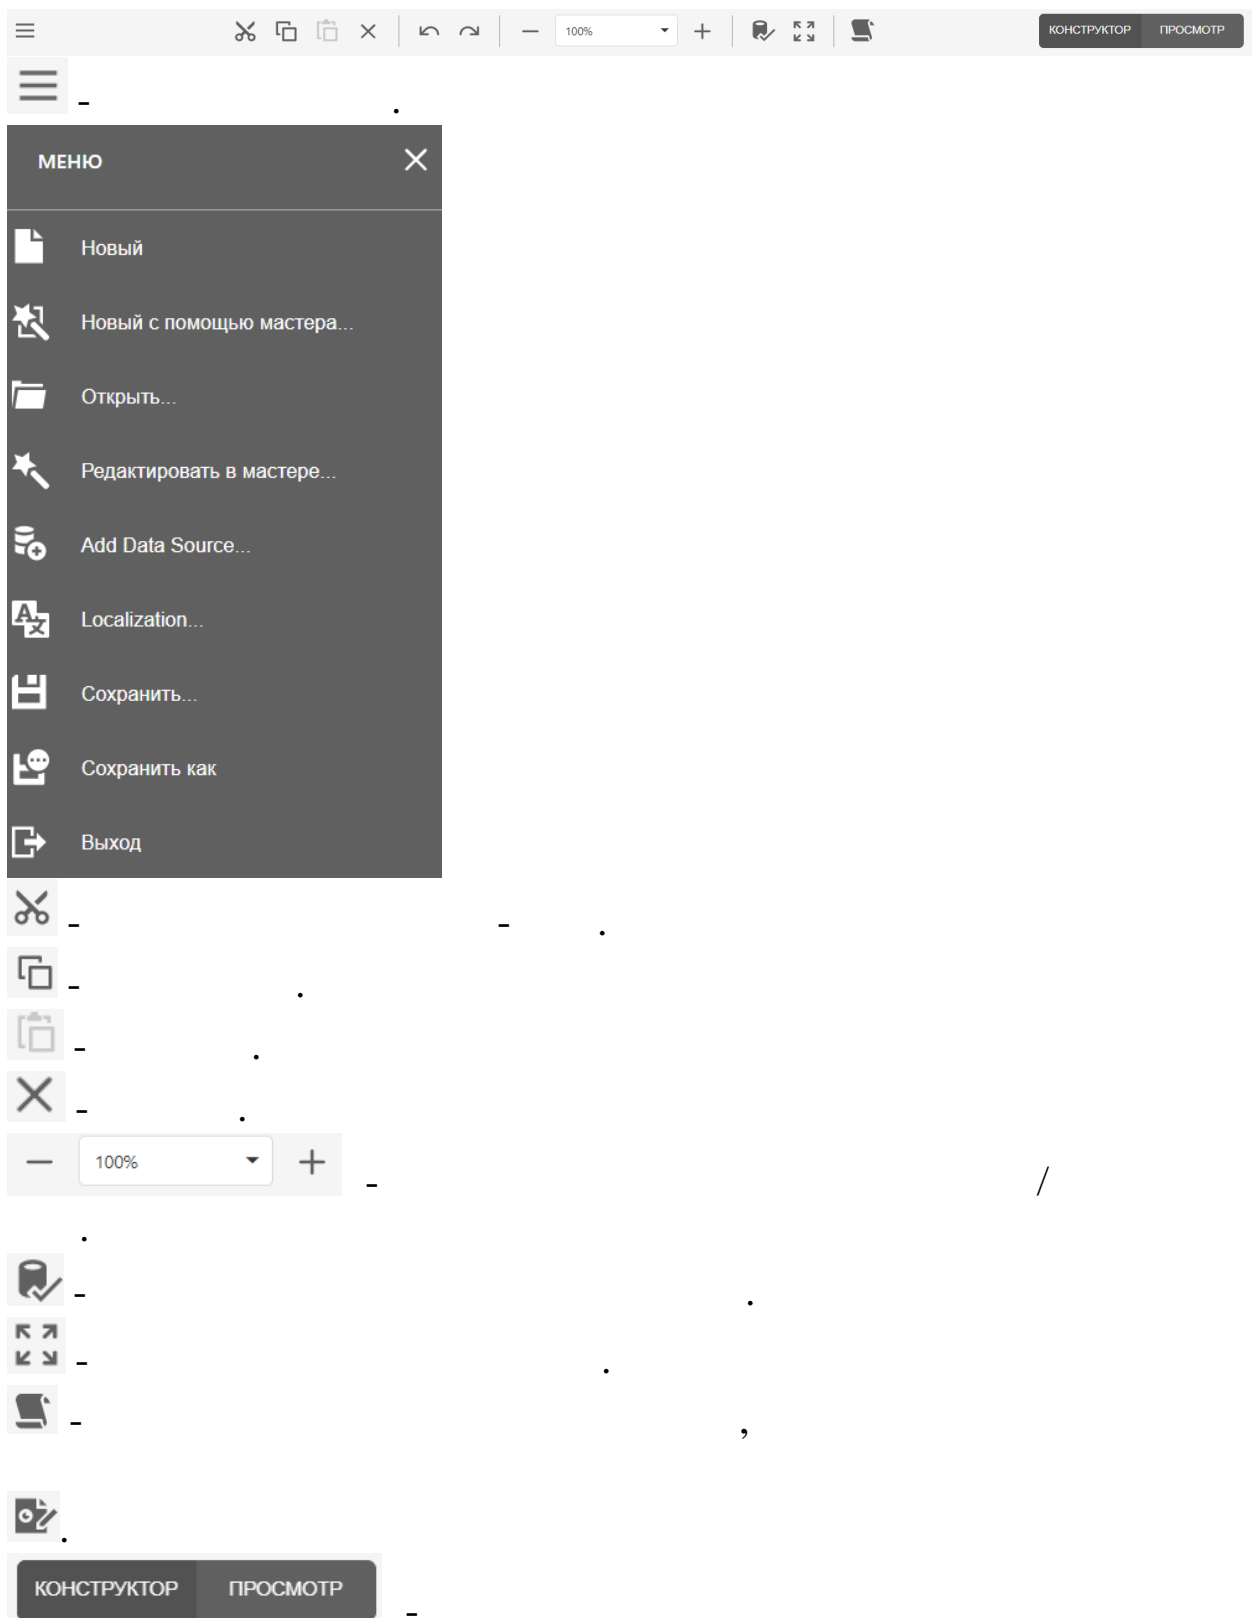 100% КОНСТРУКТОР ПРОСМОТР
- .
МЕНЮ
Новый
Новый с помощью мастера...
Открыть...
Редактировать в мастере...
Add Data Source...
Localization...
Сохранить...
Сохранить как
Выход
- - .
- .
- .
- .
100% - /
.
- .
- .
- ,
.
КОНСТРУКТОР ПРОСМОТР -